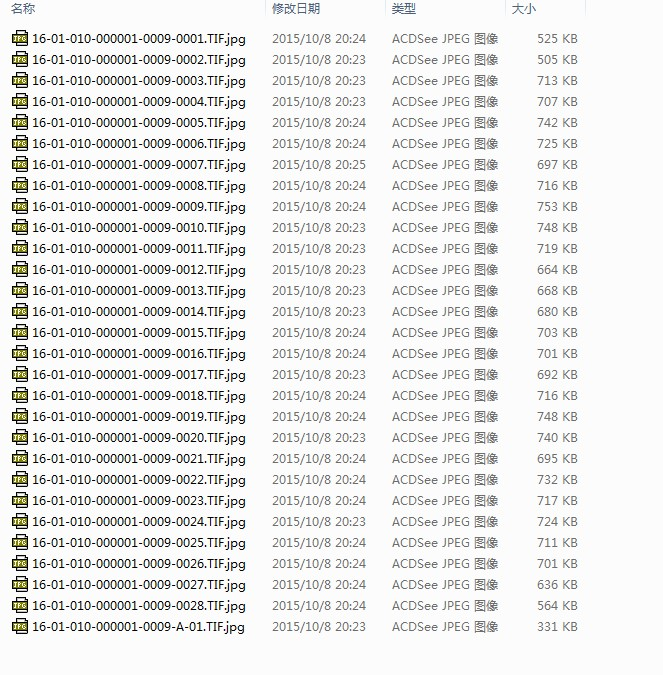 名称 修改日期 类型 大小
16-01-010-000001-0009-0001.TIF.jpg 2015/10/8 20:24 ACDSee JPEG 图像 525 KB
16-01-010-000001-0009-0002.TIF.jpg 2015/10/8 20:23 ACDSee JPEG 图像 505 KB
16-01-010-000001-0009-0003.TIF.jpg 2015/10/8 20:23 ACDSee JPEG 图像 713 KB
16-01-010-000001-0009-0004.TIF.jpg 2015/10/8 20:23 ACDSee JPEG 图像 707 KB
16-01-010-000001-0009-0005.TIF.jpg 2015/10/8 20:24 ACDSee JPEG 图像 742 KB
16-01-010-000001-0009-0006.TIF.jpg 2015/10/8 20:24 ACDSee JPEG 图像 725 KB
16-01-010-000001-0009-0007.TIF.jpg 2015/10/8 20:25 ACDSee JPEG 图像 697 KB
16-01-010-000001-0009-0008.TIF.jpg 2015/10/8 20:24 ACDSee JPEG 图像 716 KB
16-01-010-000001-0009-0009.TIF.jpg 2015/10/8 20:24 ACDSee JPEG 图像 753 KB
16-01-010-000001-0009-0010.TIF.jpg 2015/10/8 20:23 ACDSee JPEG 图像 748 KB
16-01-010-000001-0009-0011.TIF.jpg 2015/10/8 20:23 ACDSee JPEG 图像 719 KB
16-01-010-000001-0009-0012.TIF.jpg 2015/10/8 20:23 ACDSee JPEG 图像 664 KB
16-01-010-000001-0009-0013.TIF.jpg 2015/10/8 20:23 ACDSee JPEG 图像 668 KB
16-01-010-000001-0009-0014.TIF.jpg 2015/10/8 20:23 ACDSee JPEG 图像 680 KB
16-01-010-000001-0009-0015.TIF.jpg 2015/10/8 20:24 ACDSee JPEG 图像 703 KB
16-01-010-000001-0009-0016.TIF.jpg 2015/10/8 20:24 ACDSee JPEG 图像 701 KB
16-01-010-000001-0009-0017.TIF.jpg 2015/10/8 20:23 ACDSee JPEG 图像 692 KB
16-01-010-000001-0009-0018.TIF.jpg 2015/10/8 20:24 ACDSee JPEG 图像 716 KB
16-01-010-000001-0009-0019.TIF.jpg 2015/10/8 20:24 ACDSee JPEG 图像 748 KB
16-01-010-000001-0009-0020.TIF.jpg 2015/10/8 20:23 ACDSee JPEG 图像 740 KB
16-01-010-000001-0009-0021.TIF.jpg 2015/10/8 20:24 ACDSee JPEG 图像 695 KB
16-01-010-000001-0009-0022.TIF.jpg 2015/10/8 20:24 ACDSee JPEG 图像 732 KB
16-01-010-000001-0009-0023.TIF.jpg 2015/10/8 20:24 ACDSee JPEG 图像 717 KB
16-01-010-000001-0009-0024.TIF.jpg 2015/10/8 20:23 ACDSee JPEG 图像 724 KB
16-01-010-000001-0009-0025.TIF.jpg 2015/10/8 20:24 ACDSee JPEG 图像 711 KB
16-01-010-000001-0009-0026.TIF.jpg 2015/10/8 20:24 ACDSee JPEG 图像 701 KB
16-01-010-000001-0009-0027.TIF.jpg 2015/10/8 20:24 ACDSee JPEG 图像 636 KB
16-01-010-000001-0009-0028.TIF.jpg 2015/10/8 20:24 ACDSee JPEG 图像 564 KB
16-01-010-000001-0009-A-01.TIF.jpg 2015/10/8 20:23 ACDSee JPEG 图像 331 KB